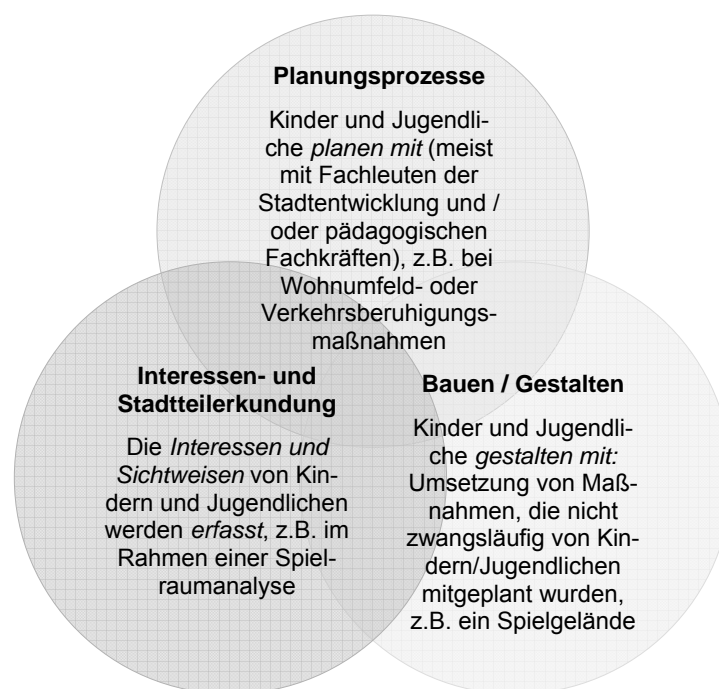 Planungsprozesse
Kinder und Jugendli-
che planen mit (meist
mit Fachleuten der
Stadtentwicklung und /
oder pädagogischen
Fachkräften), z.B. bei
Wohnumfeld- oder
Verkehrsberuhigungs-
maßnahmen
Interessen- und
Stadtteilerkundung
Die Interessen und
Sichtweisen von Kin-
dern und Jugendlichen
werden erfasst, z.B. im
Rahmen einer Spiel-
raumanalyse
Bauen / Gestalten
Kinder und Jugendli-
che gestalten mit:
Umsetzung von Maß-
nahmen, die nicht
zwangsläufig von Kin-
dern/Jugendlichen
mitgeplant wurden,
z.B. ein Spielgelände